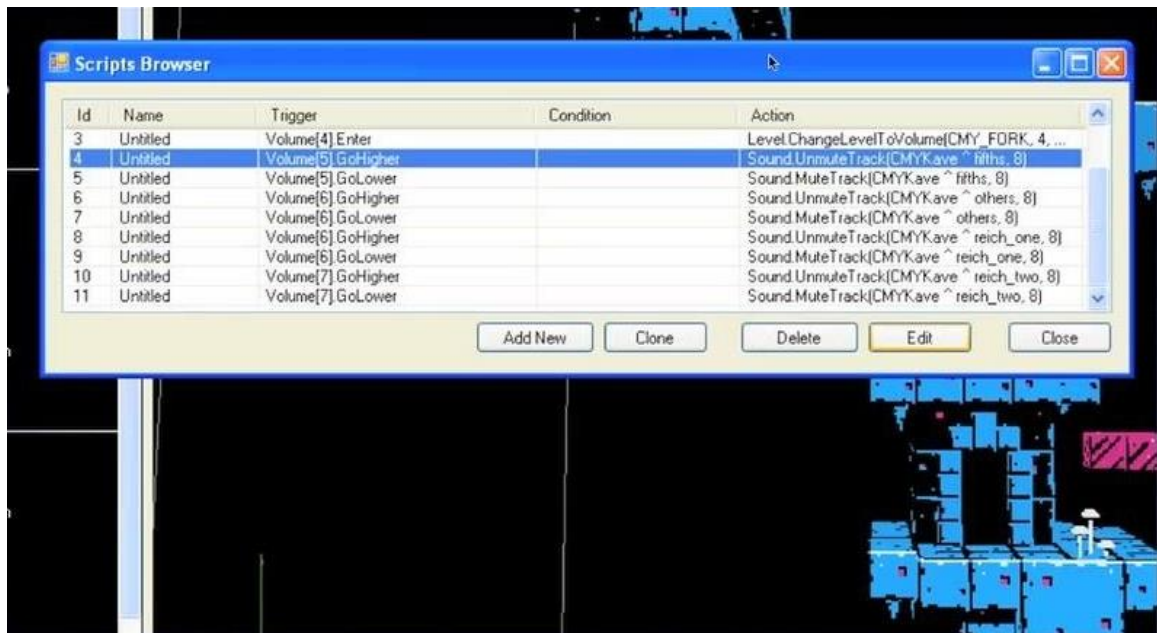 Scripts Browser
Id Name Trigger Condition Action
3 Untitled Volume[4].Enter Level.ChangeLevelToVolume(CMY_FORK, 4, ...
4 Untitled Volume[5].GoHigher Sound.UnmuteTrack(CMYKave ^ fifths, 8)
5 Untitled Volume[5].GoLower Sound.MuteTrack(CMYKave ^ fifths, 8)
6 Untitled Volume[6].GoHigher Sound.UnmuteTrack(CMYKave ^ others, 8)
7 Untitled Volume[6].GoLower Sound.MuteTrack(CMYKave ^ others, 8)
8 Untitled Volume[6].GoHigher Sound.UnmuteTrack(CMYKave ^ reich_one, 8)
9 Untitled Volume[6].GoLower Sound.MuteTrack(CMYKave ^ reich_one, 8)
10 Untitled Volume[7].GoHigher Sound.UnmuteTrack(CMYKave ^ reich_two, 8)
11 Untitled Volume[7].GoLower Sound.MuteTrack(CMYKave ^ reich_two, 8)
Add New Clone Delete Edit Close